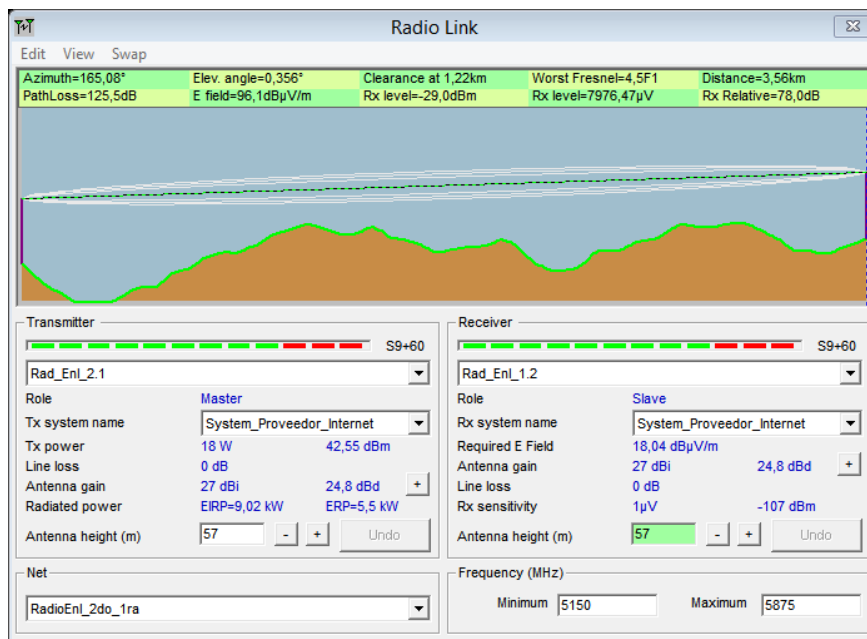 Radio Link
Edit View Swap
Azimuth=165,08° Elev. angle=0,356° Clearance at 1,22km Worst Fresnel=4,5F1 Distance=3,56km
PathLoss=125,5dB E field=96,1dBµV/m Rx level=-29,0dBm Rx level=7976,47µV Rx Relative=78,0dB
Transmitter
S9+60
Rad_Enl_2.1
Role Master
Tx system name System_Proveedor_Internet
Tx power 18 W 42,55 dBm
Line loss 0 dB
Antenna gain 27 dBi 24,8 dBd +
Radiated power EIRP=9,02 kW ERP=5,5 kW
Antenna height (m) 57 - + Undo
Receiver
S9+60
Rad_Enl_1.2
Role Slave
Rx system name System_Proveedor_Internet
Required E Field 18,04 dBµV/m
Antenna gain 27 dBi 24,8 dBd +
Line loss 0 dB
Rx sensitivity 1µV -107 dBm
Antenna height (m) 57 - + Undo
Net
RadioEnl_2do_1ra
Frequency (MHz)
Minimum 5150 Maximum 5875